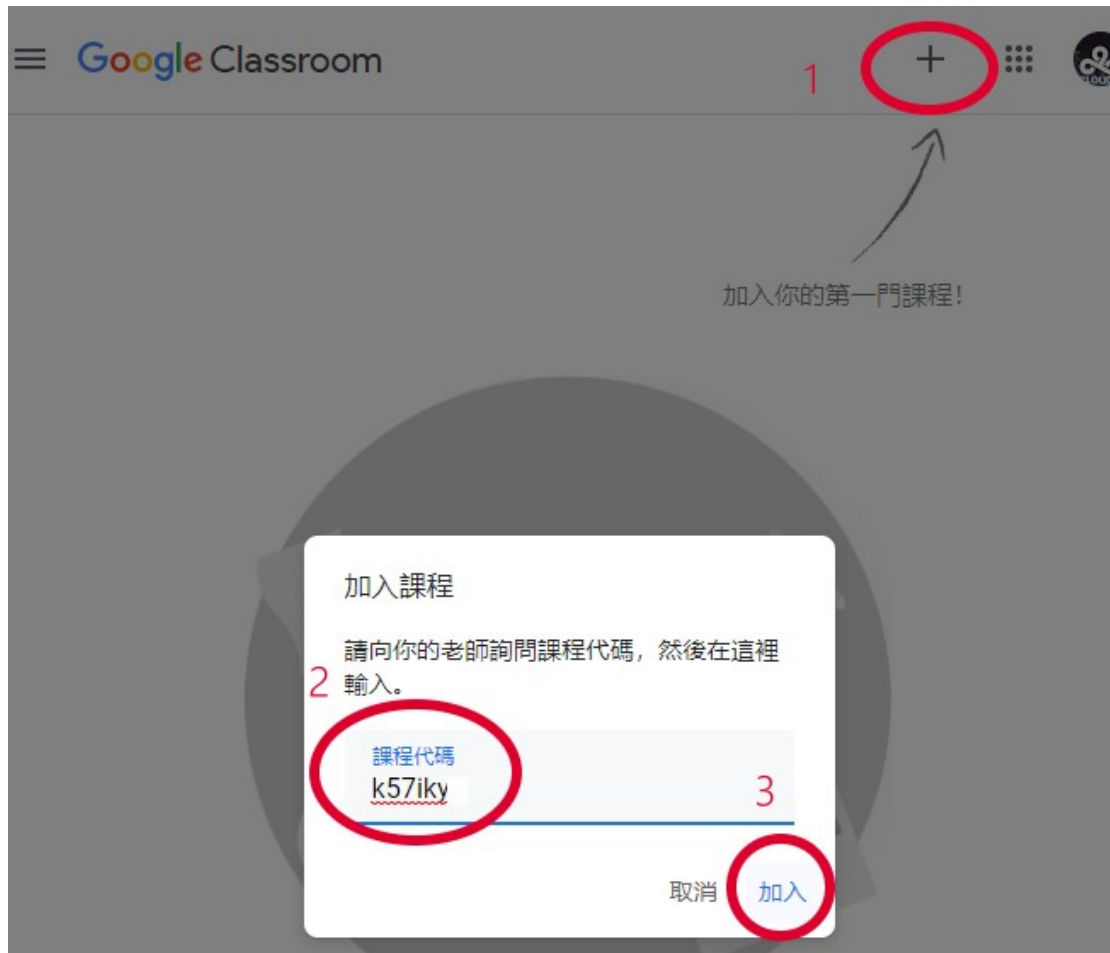 Google Classroom
1
加入你的第一門課程!
加入課程
請向你的老師詢問課程代碼，然後在這裡
2
輸入。
課程代碼
k57iky
3
取消
加入